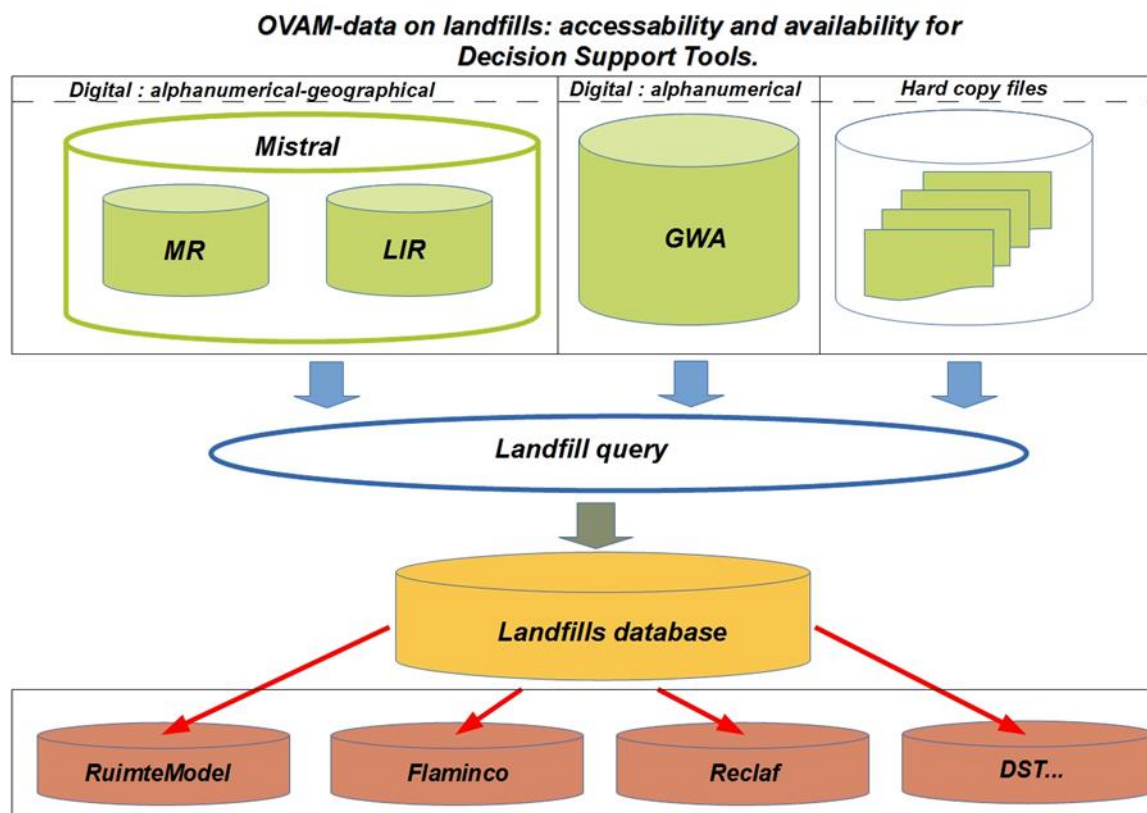 OVAM-data on landfills: accessability and availability for
Decision Support Tools.
Digital : alphanumerical-geographical
Digital : alphanumerical
Hard copy files
Mistral
MR
LIR
GWA
Landfill query
Landfills database
RuimteModel
Flaminco
Reclaf
DST...